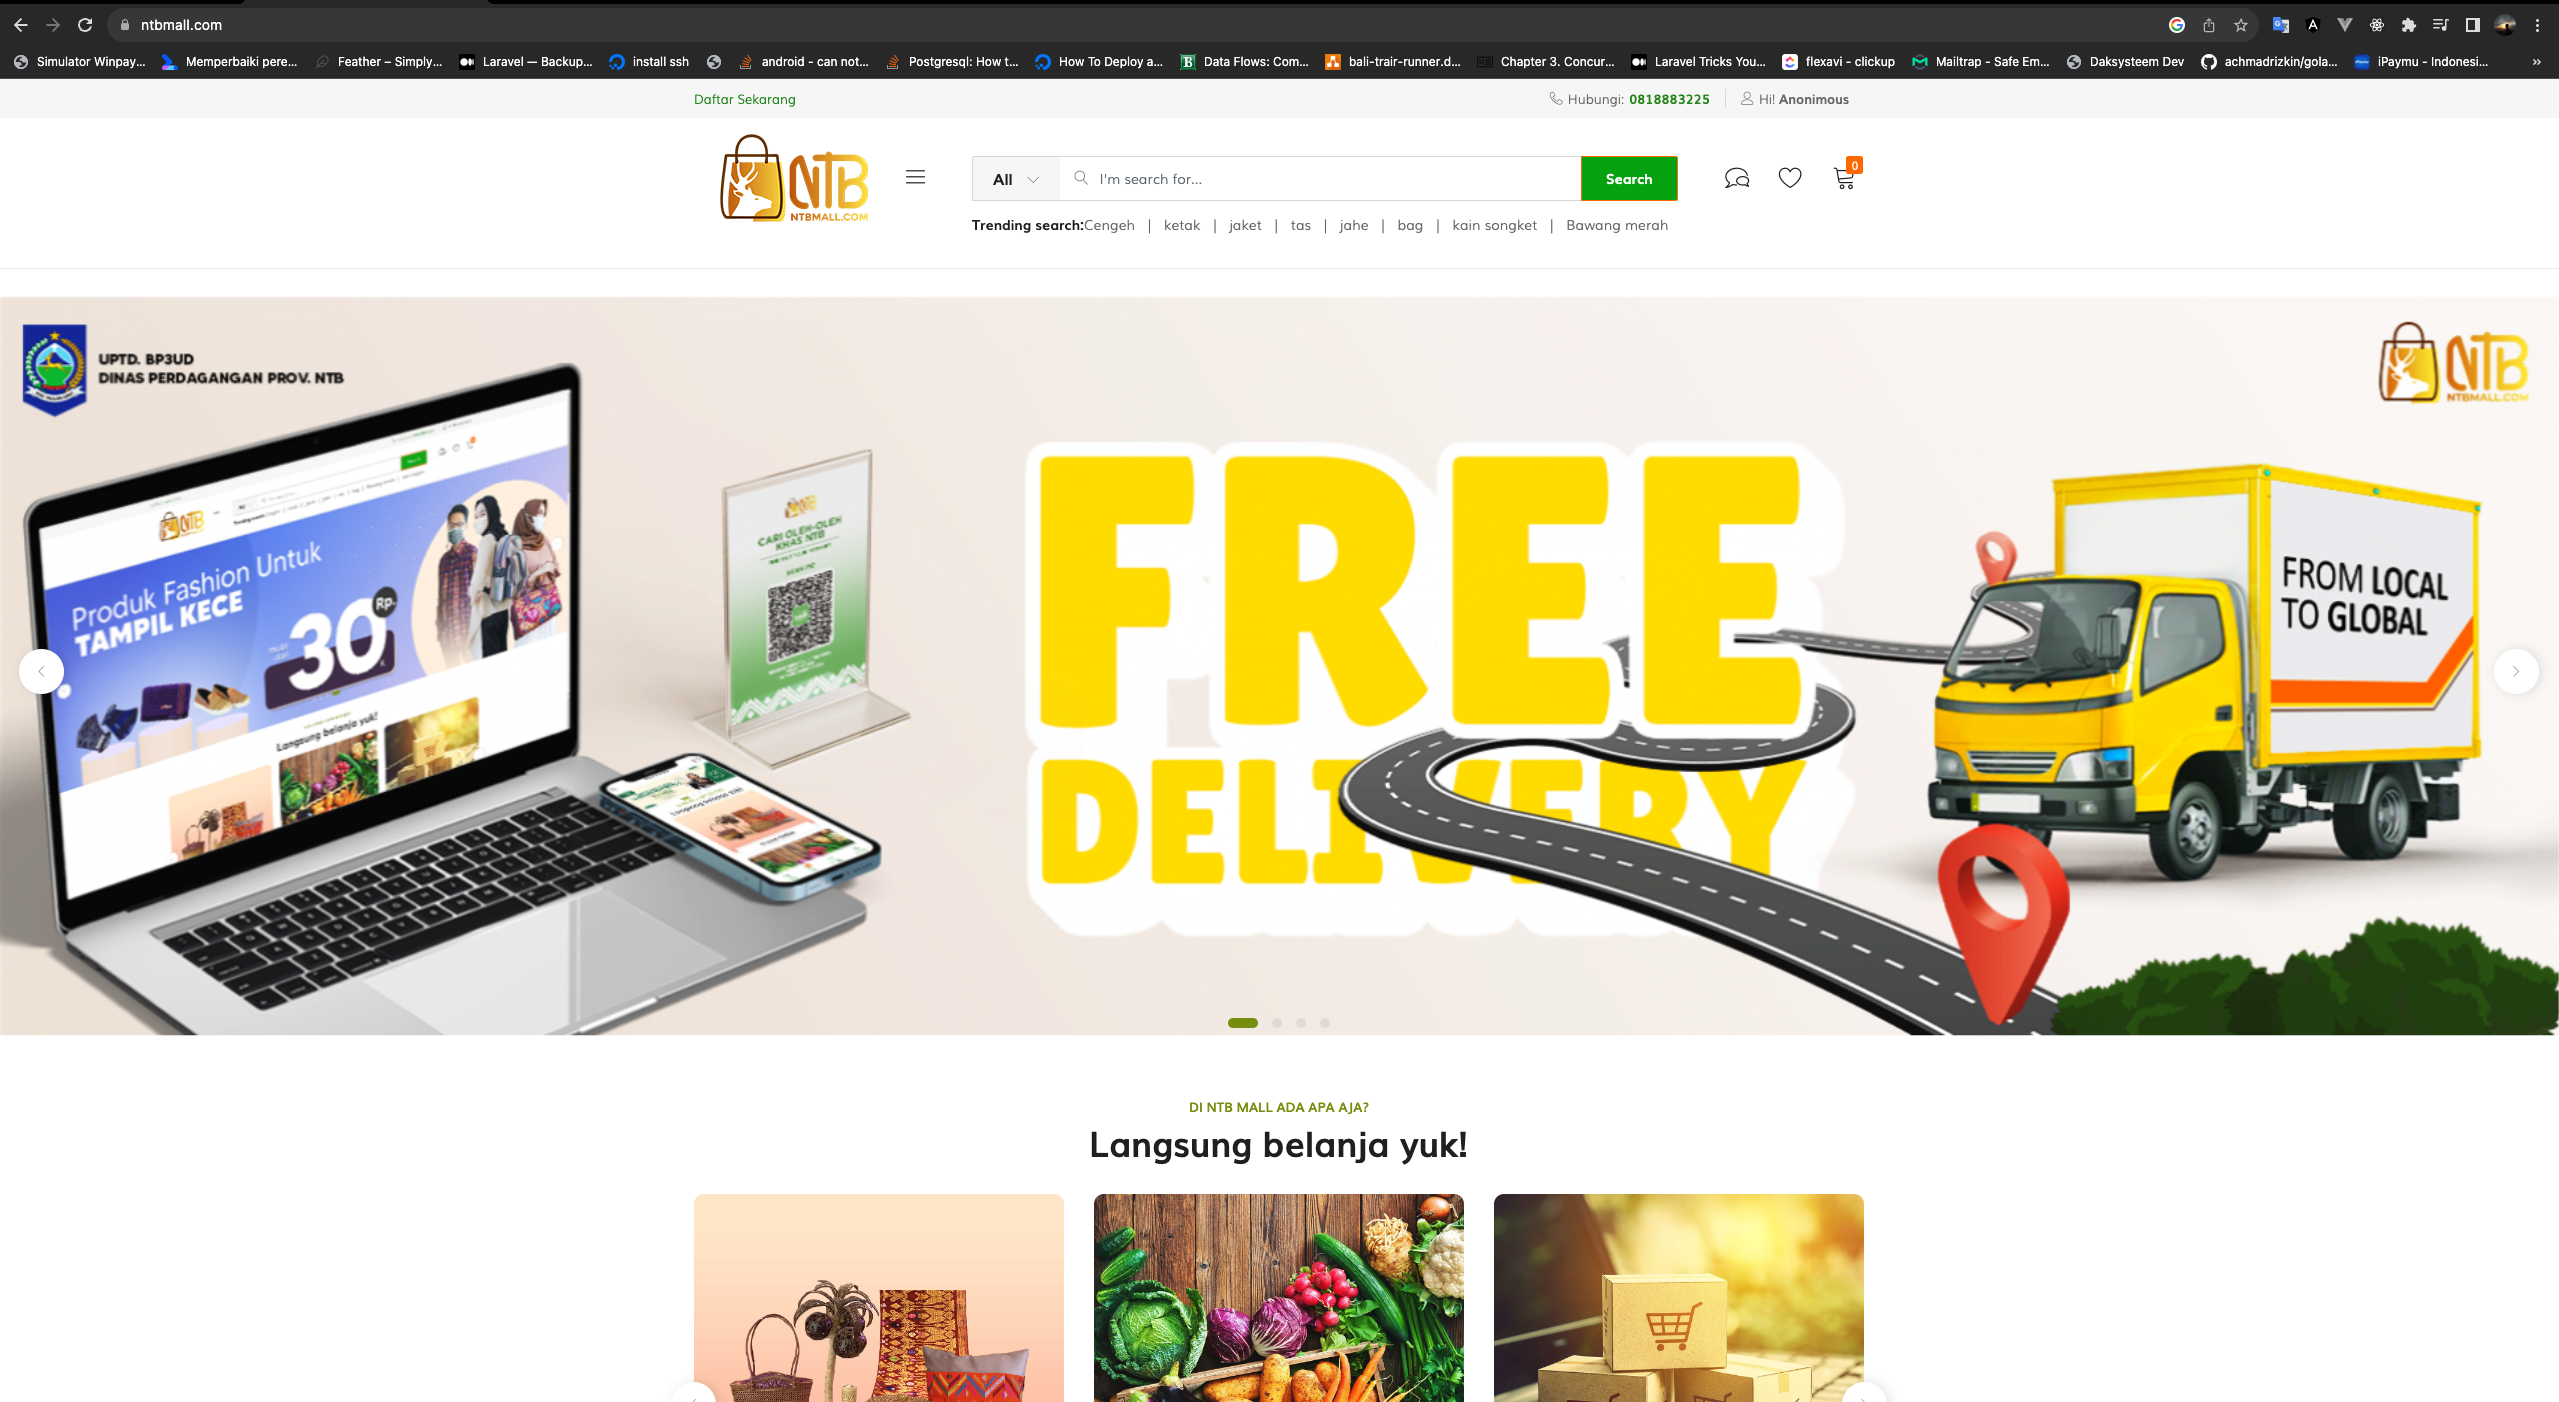 ntbmall.com
Simulator Winpay...
Memperbaiki pere...
Feather – Simply...
Laravel — Backup...
install ssh
android - can not...
Postgresql: How t...
How To Deploy a...
Data Flows: Com...
bali-trair-runner.d...
Chapter 3. Concur...
Laravel Tricks You...
flexavi - clickup
Mailtrap - Safe Em...
Daksysteem Dev
achmadrizkin/gola...
iPaymu - Indonesi...
»
Daftar Sekarang
Hubungi: 0818883225
Hi! Anonimous
NTB
NTBMALL.COM
All
I'm search for...
Search
0
Trending search:Cengeh | ketak | jaket | tas | jahe | bag | kain songket | Bawang merah
UPTD. BP3UD
DINAS PERDAGANGAN PROV. NTB
NTB
NTBMALL.COM
NTB
Produk Fashion Untuk
TAMPIL KECE
30
Rp.
Langsung belanja yuk!
NTB
CARI OLEH-OLEH
KHAS NTB
FREE
DELIVERY
FROM LOCAL
TO GLOBAL
DI NTB MALL ADA APA AJA?
Langsung belanja yuk!